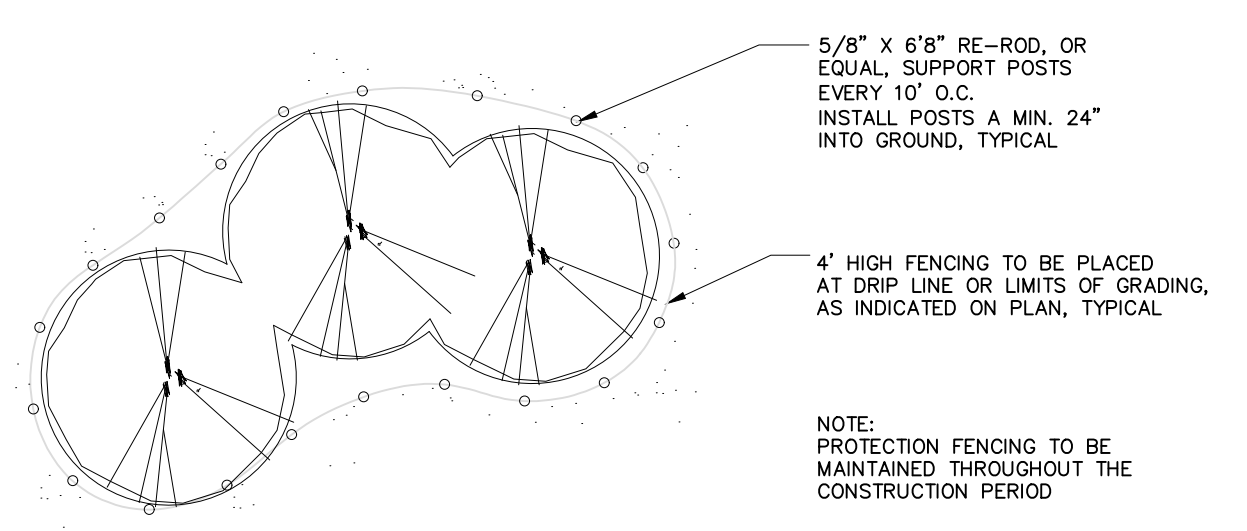 5/8" X 6'8" RE-ROD, OR
EQUAL, SUPPORT POSTS
EVERY 10' O.C.
INSTALL POSTS A MIN. 24"
INTO GROUND, TYPICAL
4' HIGH FENCING TO BE PLACED
AT DRIP LINE OR LIMITS OF GRADING,
AS INDICATED ON PLAN, TYPICAL
NOTE:
PROTECTION FENCING TO BE
MAINTAINED THROUGHOUT THE
CONSTRUCTION PERIOD